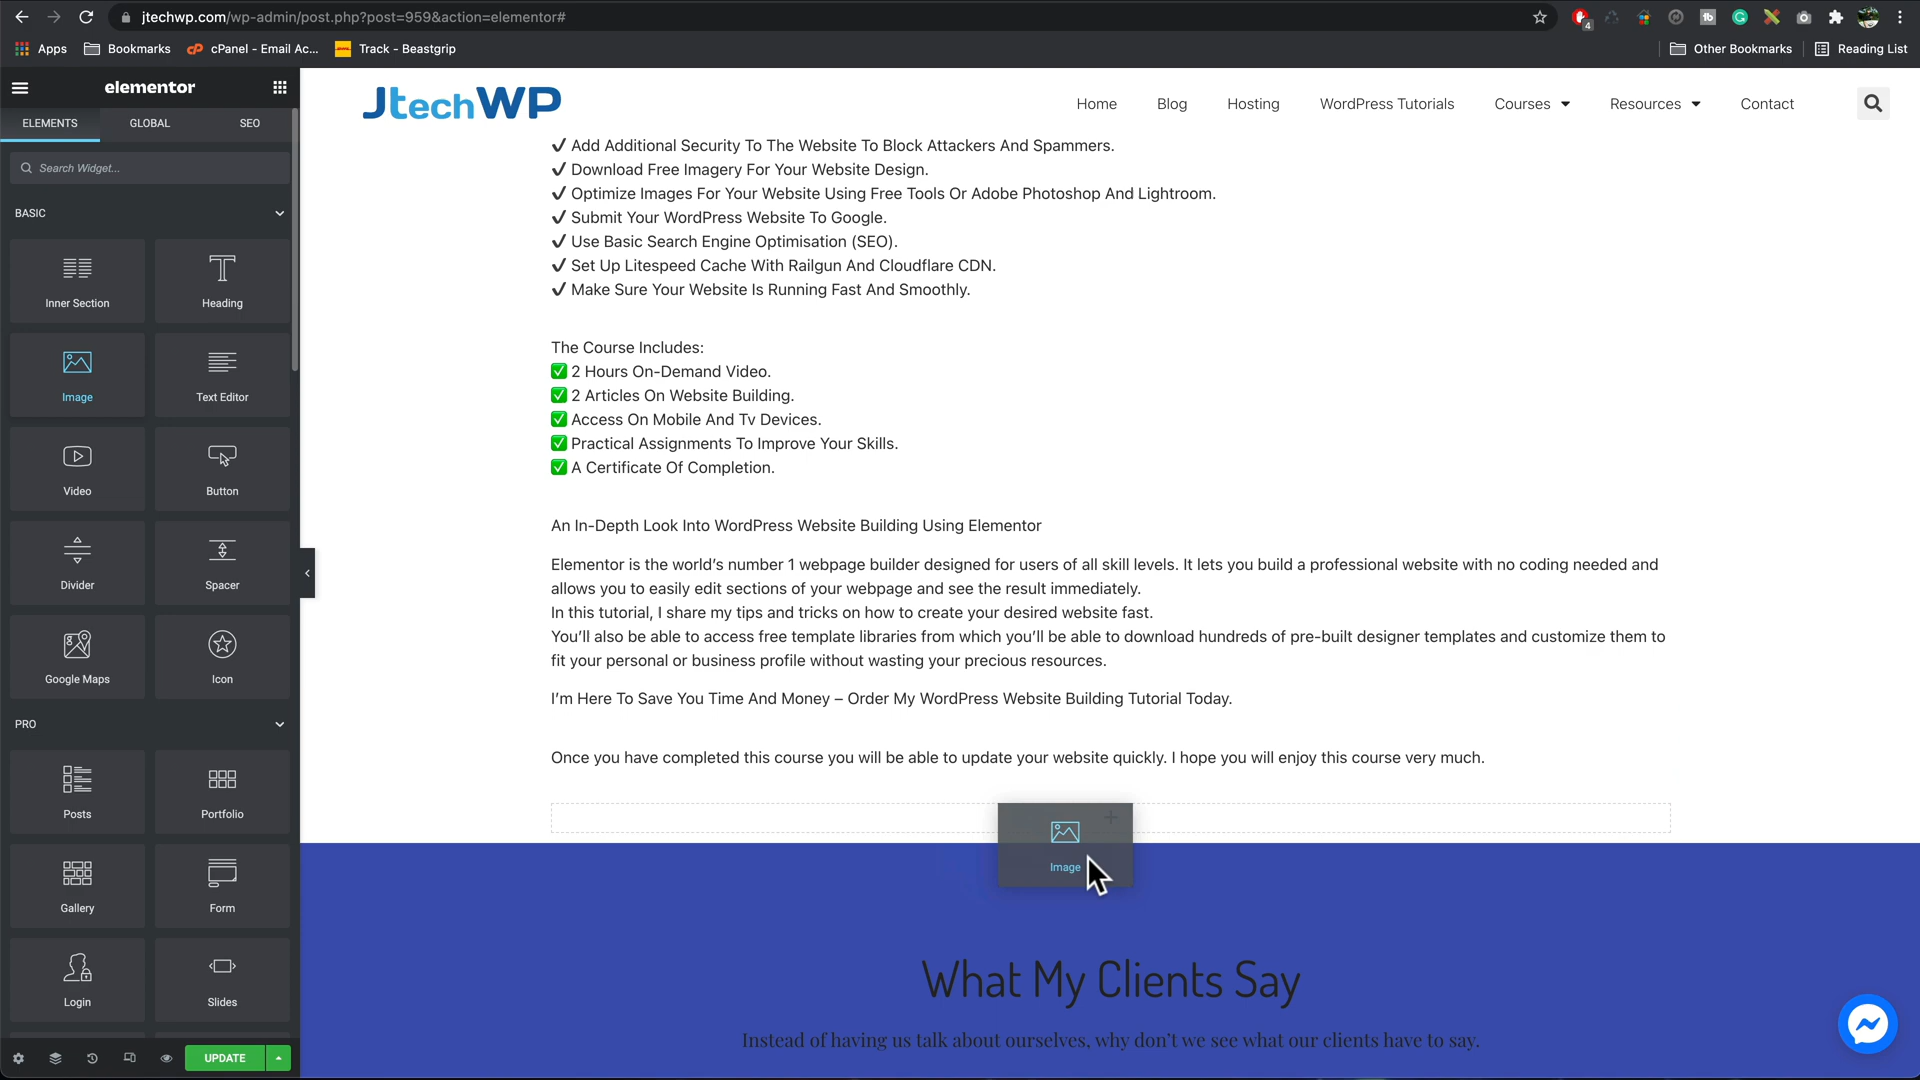 jtechwp.com/wp-admin/post.php?post=959&action=elementor#
4
Apps
Bookmarks
cPanel - Email Ac...
Track - Beastgrip
Other Bookmarks
Reading List
elementor
ELEMENTS
GLOBAL
SEO
Search Widget...
BASIC
Inner Section
Heading
Image
Text Editor
Video
Button
Divider
Spacer
Google Maps
Icon
PRO
Posts
Portfolio
Gallery
Form
Login
Slides
UPDATE
JtechWP
Home
Blog
Hosting
WordPress Tutorials
Courses
Resources
Contact
✔ Add Additional Security To The Website To Block Attackers And Spammers.
✔ Download Free Imagery For Your Website Design.
✔ Optimize Images For Your Website Using Free Tools Or Adobe Photoshop And Lightroom.
✔ Submit Your WordPress Website To Google.
✔ Use Basic Search Engine Optimisation (SEO).
✔ Set Up Litespeed Cache With Railgun And Cloudflare CDN.
✔ Make Sure Your Website Is Running Fast And Smoothly.
The Course Includes:
✅ 2 Hours On-Demand Video.
✅ 2 Articles On Website Building.
✅ Access On Mobile And Tv Devices.
✅ Practical Assignments To Improve Your Skills.
✅ A Certificate Of Completion.
An In-Depth Look Into WordPress Website Building Using Elementor
Elementor is the world's number 1 webpage builder designed for users of all skill levels. It lets you build a professional website with no coding needed and
allows you to easily edit sections of your webpage and see the result immediately.
In this tutorial, I share my tips and tricks on how to create your desired website fast.
You'll also be able to access free template libraries from which you'll be able to download hundreds of pre-built designer templates and customize them to
fit your personal or business profile without wasting your precious resources.
I'm Here To Save You Time And Money – Order My WordPress Website Building Tutorial Today.
Once you have completed this course you will be able to update your website quickly. I hope you will enjoy this course very much.
Image
What My Clients Say
Instead of having us talk about ourselves, why don't we see what our clients have to say.